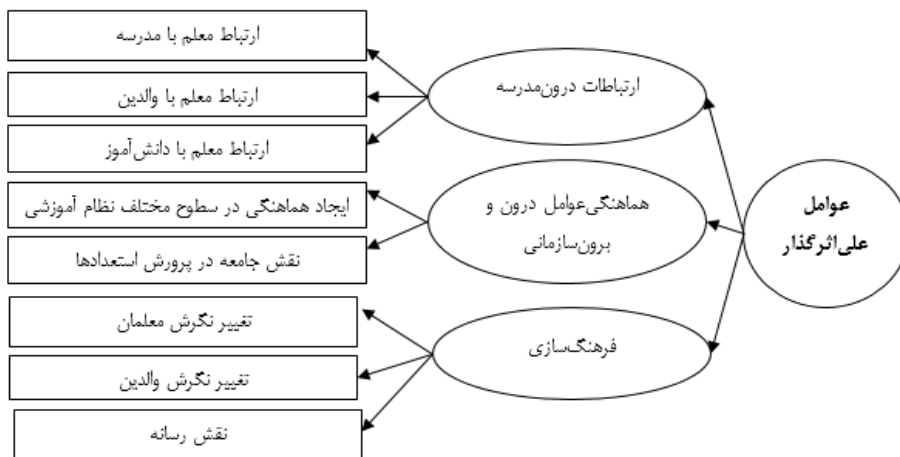 عوامل
علی‌اثرگذار
ارتباطات درون‌مدرسه
ارتباط معلم با مدرسه
ارتباط معلم با والدین
ارتباط معلم با دانش‌آموز
هماهنگی‌عوامل درون و
برون‌سازمانی
ایجاد هماهنگی در سطوح مختلف نظام آموزشی
نقش جامعه در پرورش استعدادها
فرهنگ‌سازی
تغییر نگرش معلمان
تغییر نگرش والدین
نقش رسانه